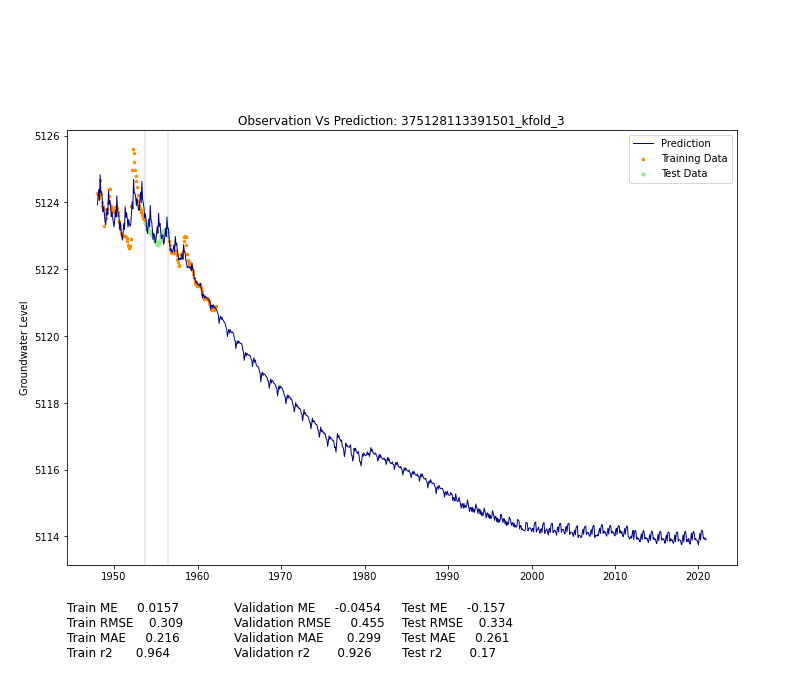 Observation Vs Prediction: 375128113391501_kfold_3
Prediction
Training Data
Test Data
Groundwater Level
5126
5124
5122
5120
5118
5116
5114
1950 1960 1970 1980 1990 2000 2010 2020
Train ME 0.0157 Validation ME -0.0454 Test ME -0.157
Train RMSE 0.309 Validation RMSE 0.455 Test RMSE 0.334
Train MAE 0.216 Validation MAE 0.299 Test MAE 0.261
Train r2 0.964 Validation r2 0.926 Test r2 0.17